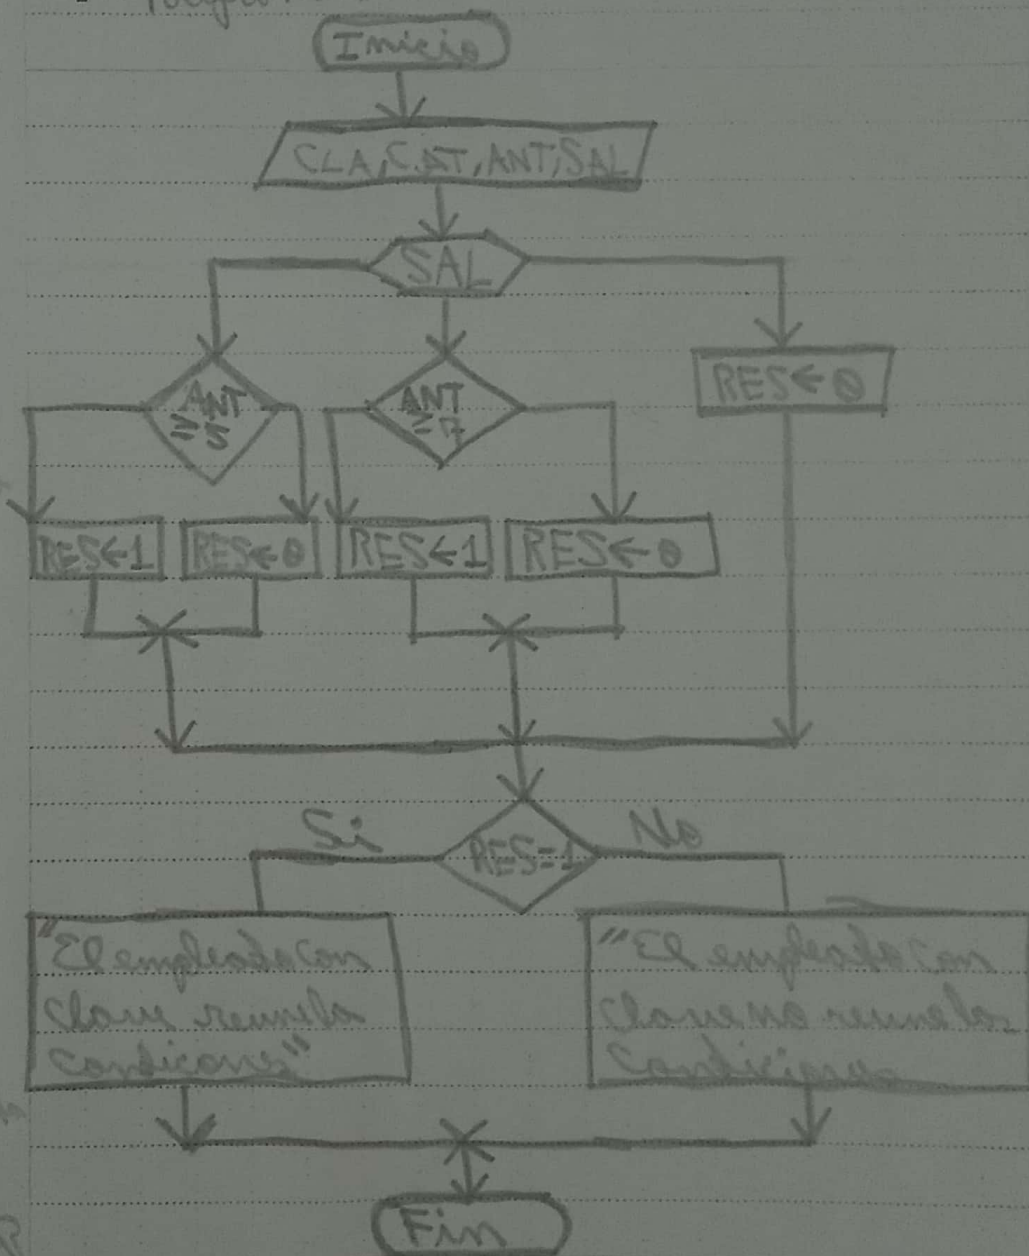 Inicio
CLA, CAT, ANT, SAL
SAL
ANT
≥ 5
ANT
≥ 7
RES ← 0
RES ← 1
RES ← 0
RES ← 1
RES ← 0
Si
RES = 1
No
"El empleado con
clave reune las
condicones"
"El empleado con
clave no reune las
Condiciones
Fin